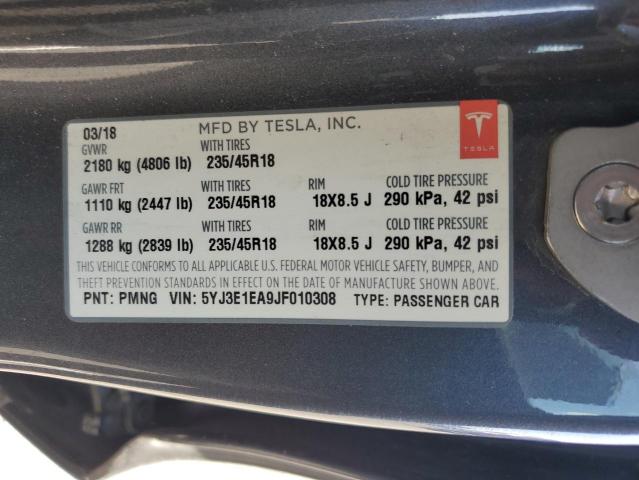 03/18 MFD BY TESLA, INC.
GVWR WITH TIRES
2180 kg (4806 lb) 235/45R18
TESLA
GAWR FRT WITH TIRES RIM COLD TIRE PRESSURE
1110 kg (2447 lb) 235/45R18 18X8.5 J 290 kPa, 42 psi
GAWR RR WITH TIRES RIM COLD TIRE PRESSURE
1288 kg (2839 lb) 235/45R18 18X8.5 J 290 kPa, 42 psi
THIS VEHICLE CONFORMS TO ALL APPLICABLE U.S. FEDERAL MOTOR VEHICLE SAFETY, BUMPER, AND
THEFT PREVENTION STANDARDS IN EFFECT ON THE DATE OF MANUFACTURE SHOWN ABOVE.
PNT: PMNG VIN: 5YJ3E1EA9JF010308 TYPE: PASSENGER CAR